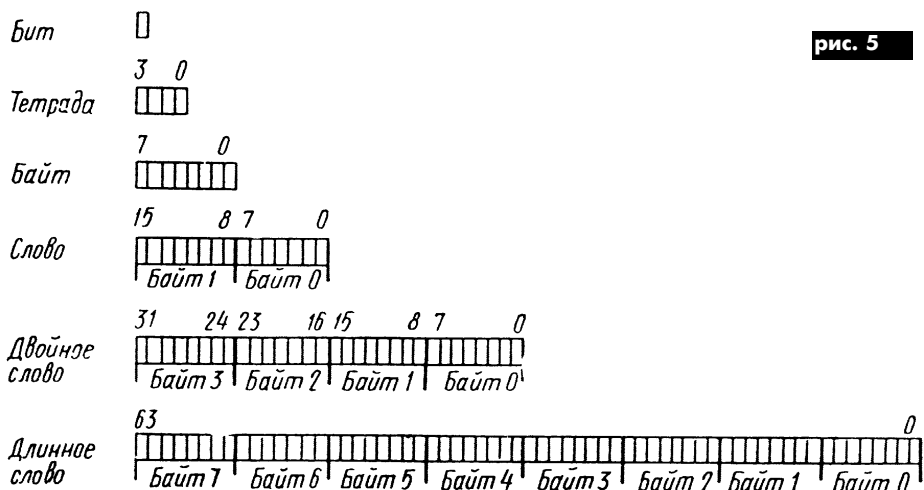 Бит
рис. 5
3 0
Тетрада
7 0
Байт
15 8 7 0
Слово
Байт 1 Байт 0
31 24 23 16 15 8 7 0
Двойное
слово
Байт 3 Байт 2 Байт 1 Байт 0
63 0
Длинное
слово
Байт 7 Байт 6 Байт 5 Байт 4 Байт 3 Байт 2 Байт 1 Байт 0